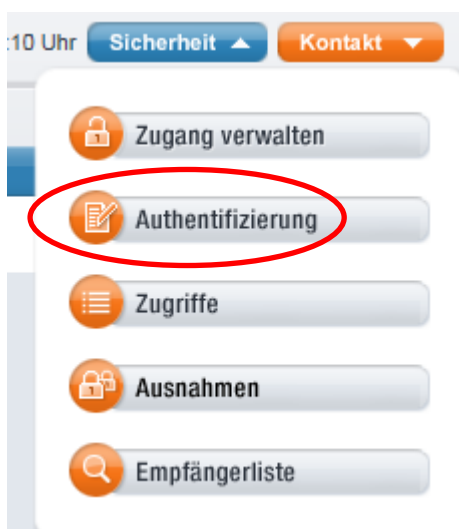 :10 Uhr Sicherheit Kontakt
Zugang verwalten
Authentifizierung
Zugriffe
Ausnahmen
Empfängerliste